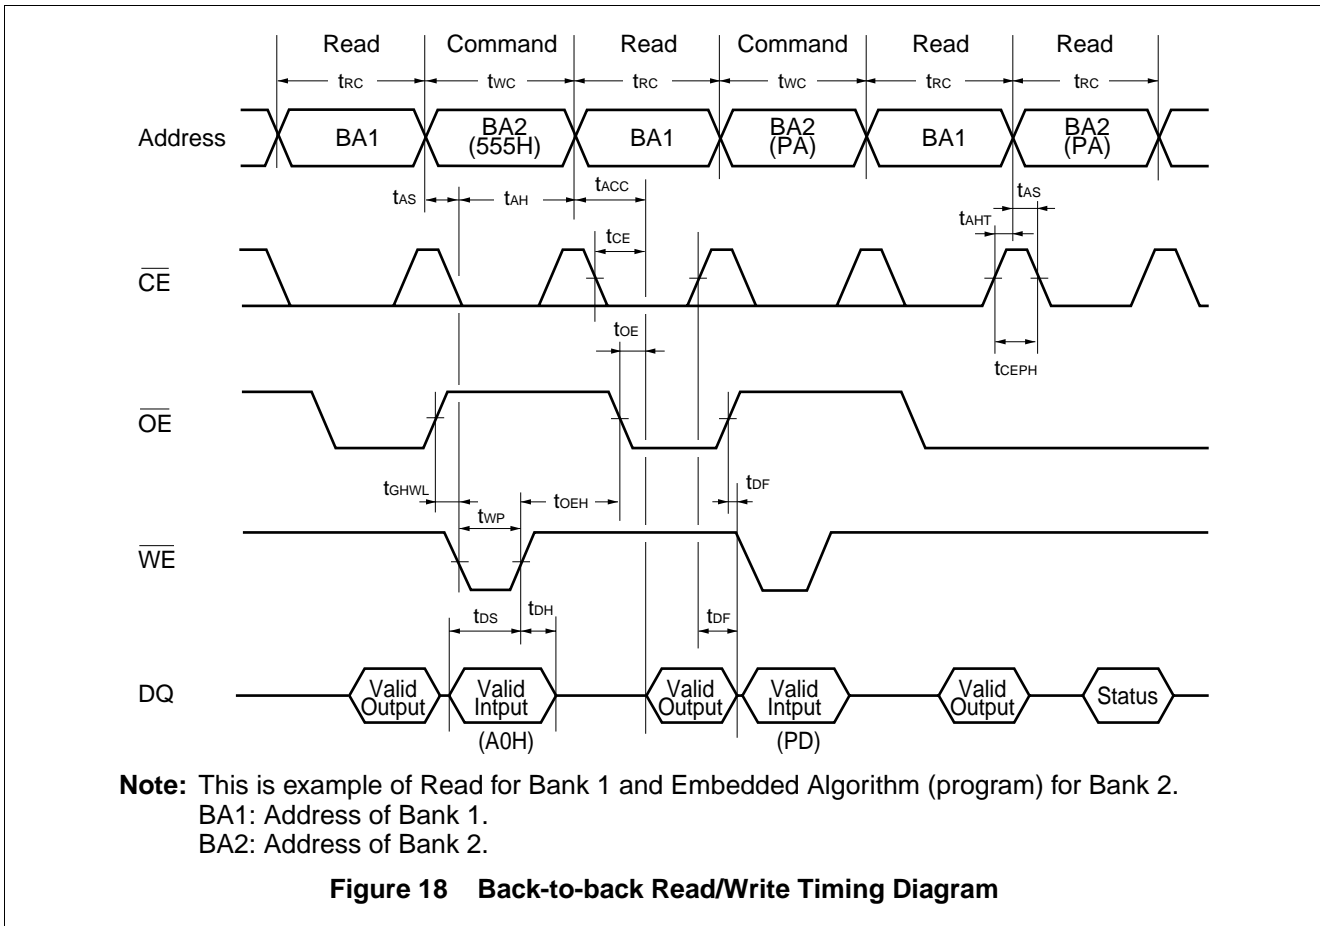 Read Command Read Command Read Read
tRC tWC tRC tWC tRC tRC
Address BA1 BA2 (555H) BA1 BA2 (PA) BA1 BA2 (PA)
tAS tAH tACC tAS
tAHT
tCE
CE
tOE
tCEPH
OE
tGHWL tWP tOEH tDF
WE
tDS tDH tDF
DQ Valid Output Valid Intput Valid Output Valid Intput Valid Output Status
(A0H) (PD)
Note: This is example of Read for Bank 1 and Embedded Algorithm (program) for Bank 2.
BA1: Address of Bank 1.
BA2: Address of Bank 2.
Figure 18 Back-to-back Read/Write Timing Diagram